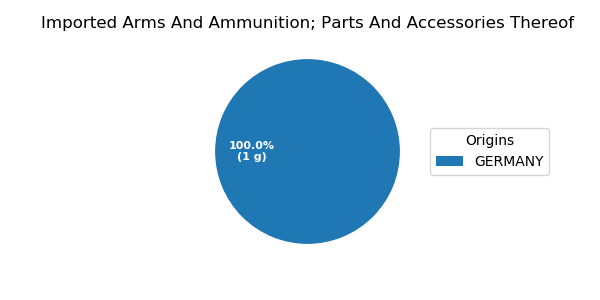 Imported Arms And Ammunition; Parts And Accessories Thereof
100.0%
(1 g)
Origins
GERMANY